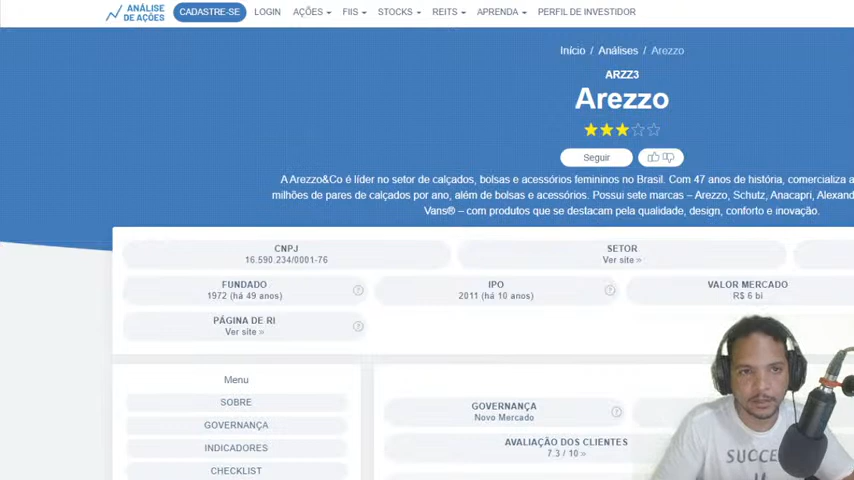 ANÁLISE
DE AÇÕES
CADASTRE-SE
LOGIN
AÇÕES
FIIS
STOCKS
REITS
APRENDA
PERFIL DE INVESTIDOR
Início / Análises / Arezzo
ARZZ3
Arezzo
Seguir
A Arezzo&Co é líder no setor de calçados, bolsas e acessórios femininos no Brasil. Com 47 anos de história, comercializa a
milhões de pares de calçados por ano, além de bolsas e acessórios. Possui sete marcas – Arezzo, Schutz, Anacapri, Alexand
Vans® – com produtos que se destacam pela qualidade, design, conforto e inovação.
CNPJ
16.590.234/0001-76
SETOR
Ver site »
FUNDADO
1972 (há 49 anos)
IPO
2011 (há 10 anos)
VALOR MERCADO
R$ 6 bi
PÁGINA DE RI
Ver site »
Menu
SOBRE
GOVERNANÇA
INDICADORES
CHECKLIST
GOVERNANÇA
Novo Mercado
AVALIAÇÃO DOS CLIENTES
7.3 / 10 »
SUCCE